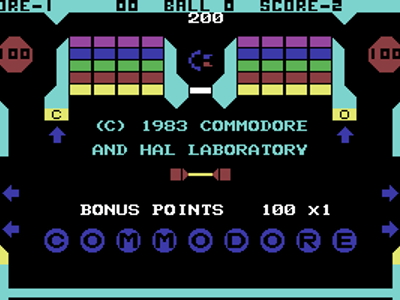 ORE-1 00 BALL 0 SCORE-2
200
100 100
C O
(C) 1983 COMMODORE
AND HAL LABORATORY
BONUS POINTS 100 x1
COMMODORE